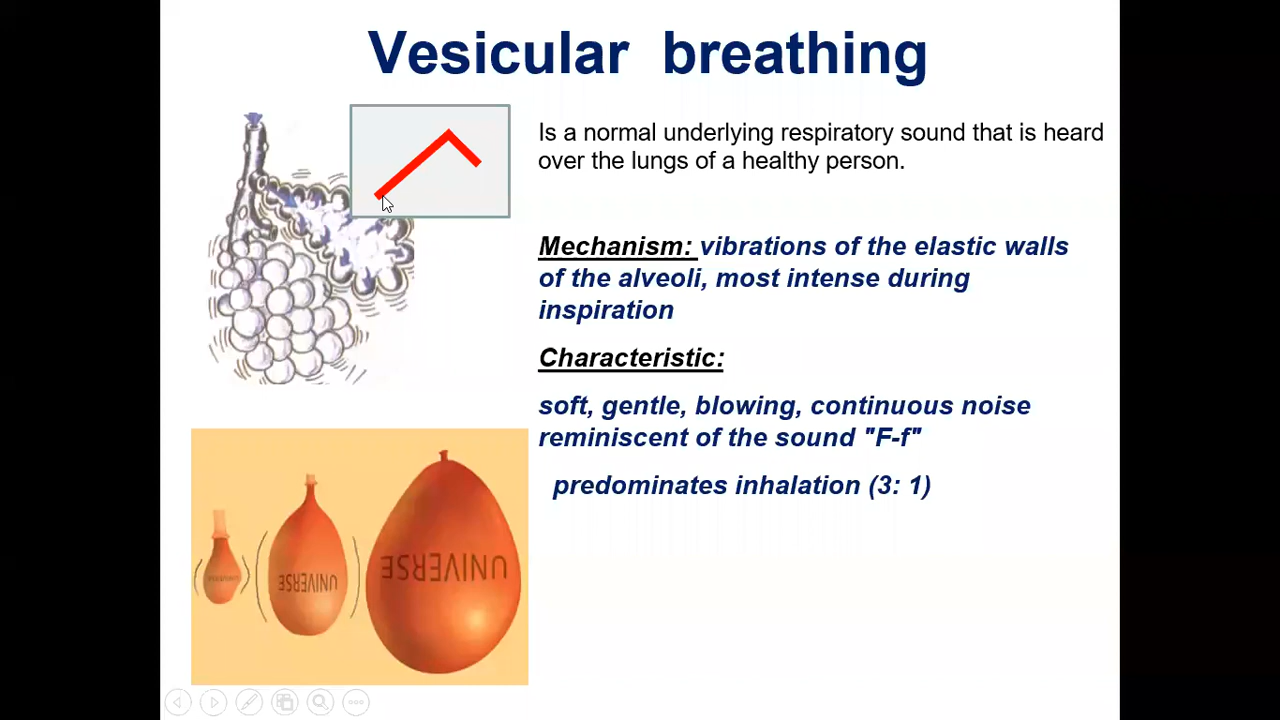 Vesicular breathing
Is a normal underlying respiratory sound that is heard
over the lungs of a healthy person.
Mechanism: vibrations of the elastic walls
of the alveoli, most intense during
inspiration
Characteristic:
soft, gentle, blowing, continuous noise
reminiscent of the sound "F-f"
predominates inhalation (3: 1)
UNIVERSE
UNIVERSE
UNIVERSE